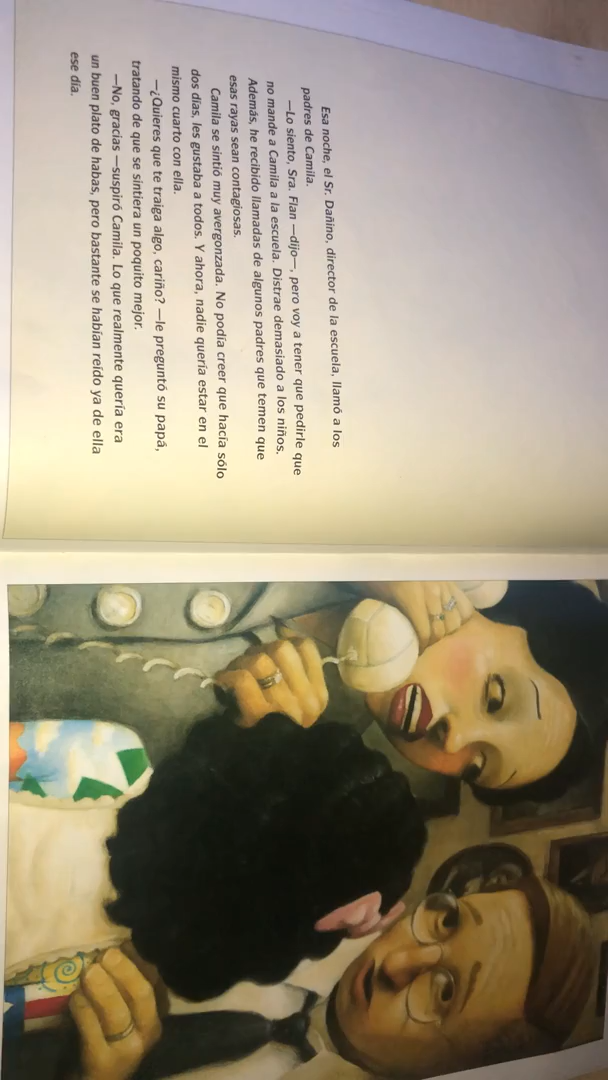 Esa noche, el Sr. Dañino, director de la escuela, llamó a los
padres de Camila.
—Lo siento, Sra. Flan —dijo—, pero voy a tener que pedirle que
no mande a Camila a la escuela. Distrae demasiado a los niños.
Además, he recibido llamadas de algunos padres que temen que
esas rayas sean contagiosas.
Camila se sintió muy avergonzada. No podía creer que hacía sólo
dos días, les gustaba a todos. Y ahora, nadie quería estar en el
mismo cuarto con ella.
—¿Quieres que te traiga algo, cariño? —le preguntó su papá,
tratando de que se sintiera un poquito mejor.
—No, gracias —suspiró Camila. Lo que realmente quería era
un buen plato de habas, pero bastante se habían reído ya de ella
ese día.